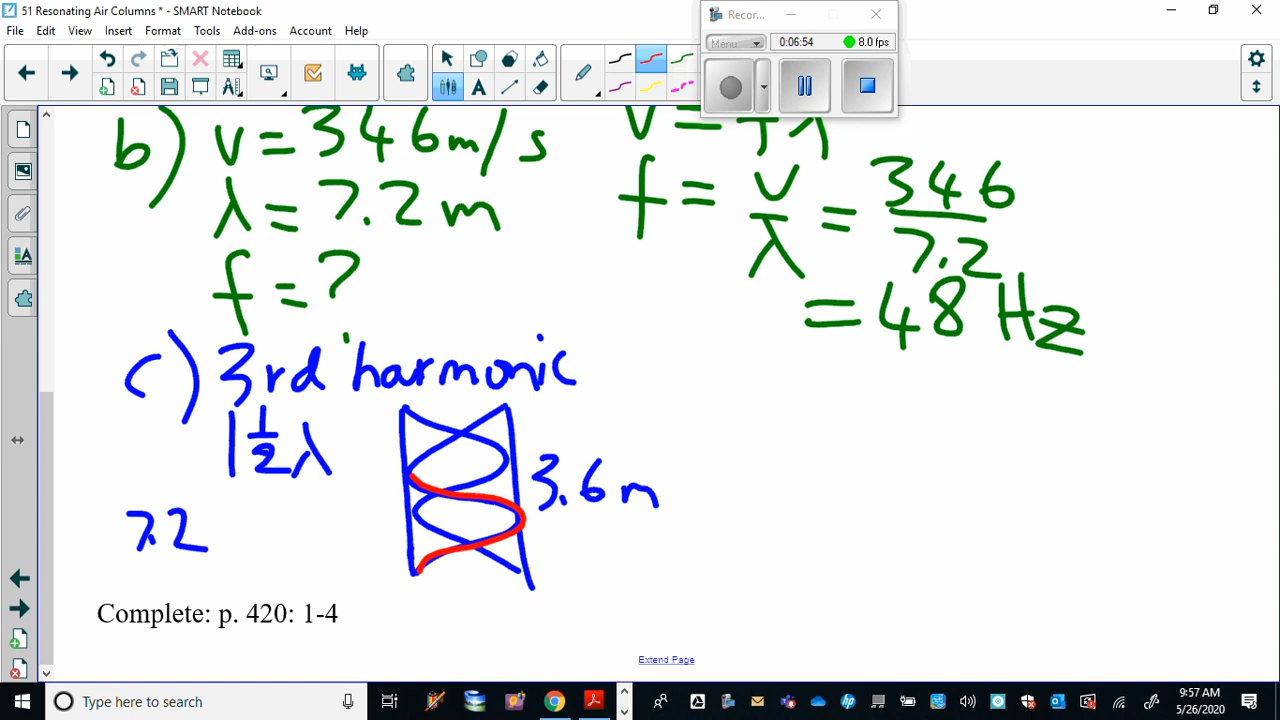 51 Resonating Air Columns * - SMART Notebook
Recor...
File Edit View Insert Format Tools Add-ons Account Help
Menu
0:06:54
8.0 fps
b) v = 346 m/s
λ = 7.2 m
f = ?
v = fλ
f = v/λ = 346/7.2
= 48 Hz
c) 3rd harmonic
1 1/2 λ
3.6 m
7.2
Complete: p. 420: 1-4
Extend Page
Type here to search
9:57 AM
5/26/2020